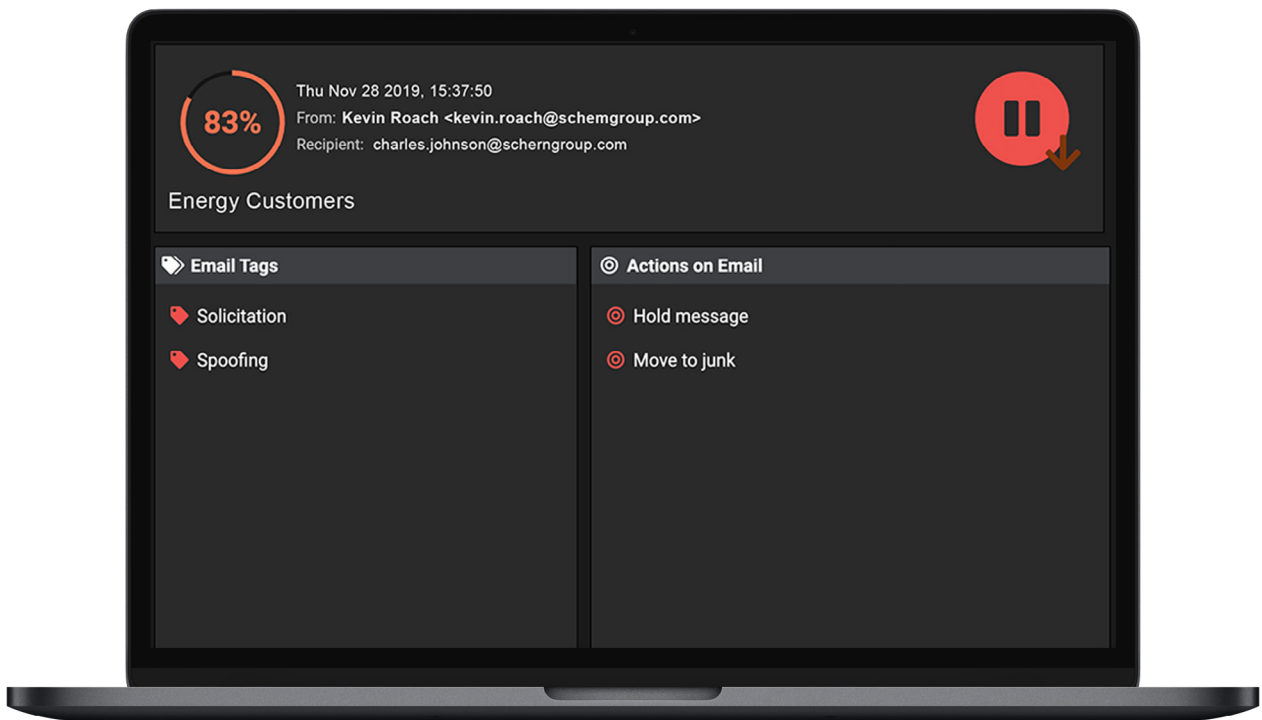 83%
Thu Nov 28 2019, 15:37:50
From: Kevin Roach <kevin.roach@schemgroup.com>
Recipient: charles.johnson@scherngroup.com
Energy Customers
Email Tags
Solicitation
Spoofing
Actions on Email
Hold message
Move to junk